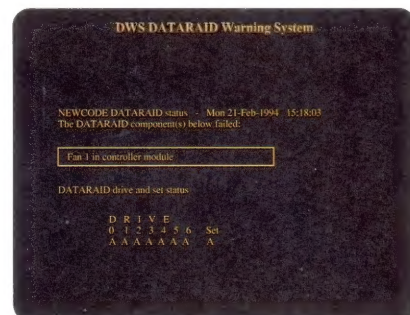 DWS DATARAID Warning System
NEWCODE DATARAID status - Mon 21-Feb-1994 15:18:03
The DATARAID component(s) below failed:
Fan 1 in controller module
DATARAID drive and set status
D R I V E
0 1 2 3 4 5 6 Set
A A A A A A A A